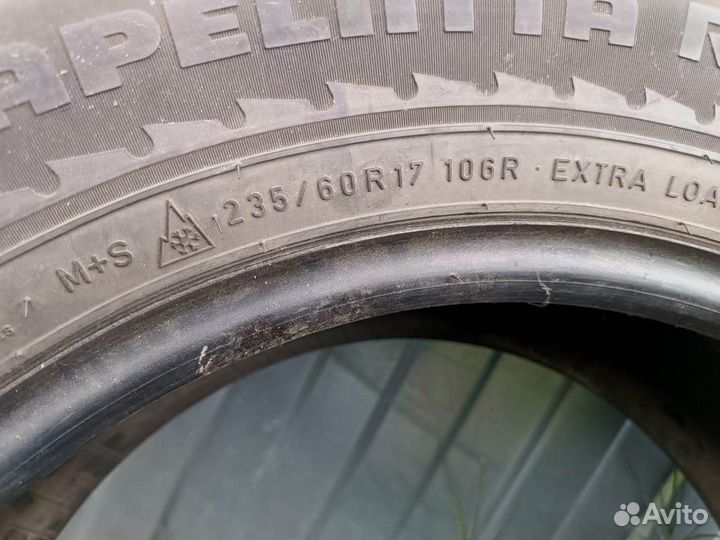 APELIITTA
M+S 235/60R17 106R · EXTRA LOA
Avito